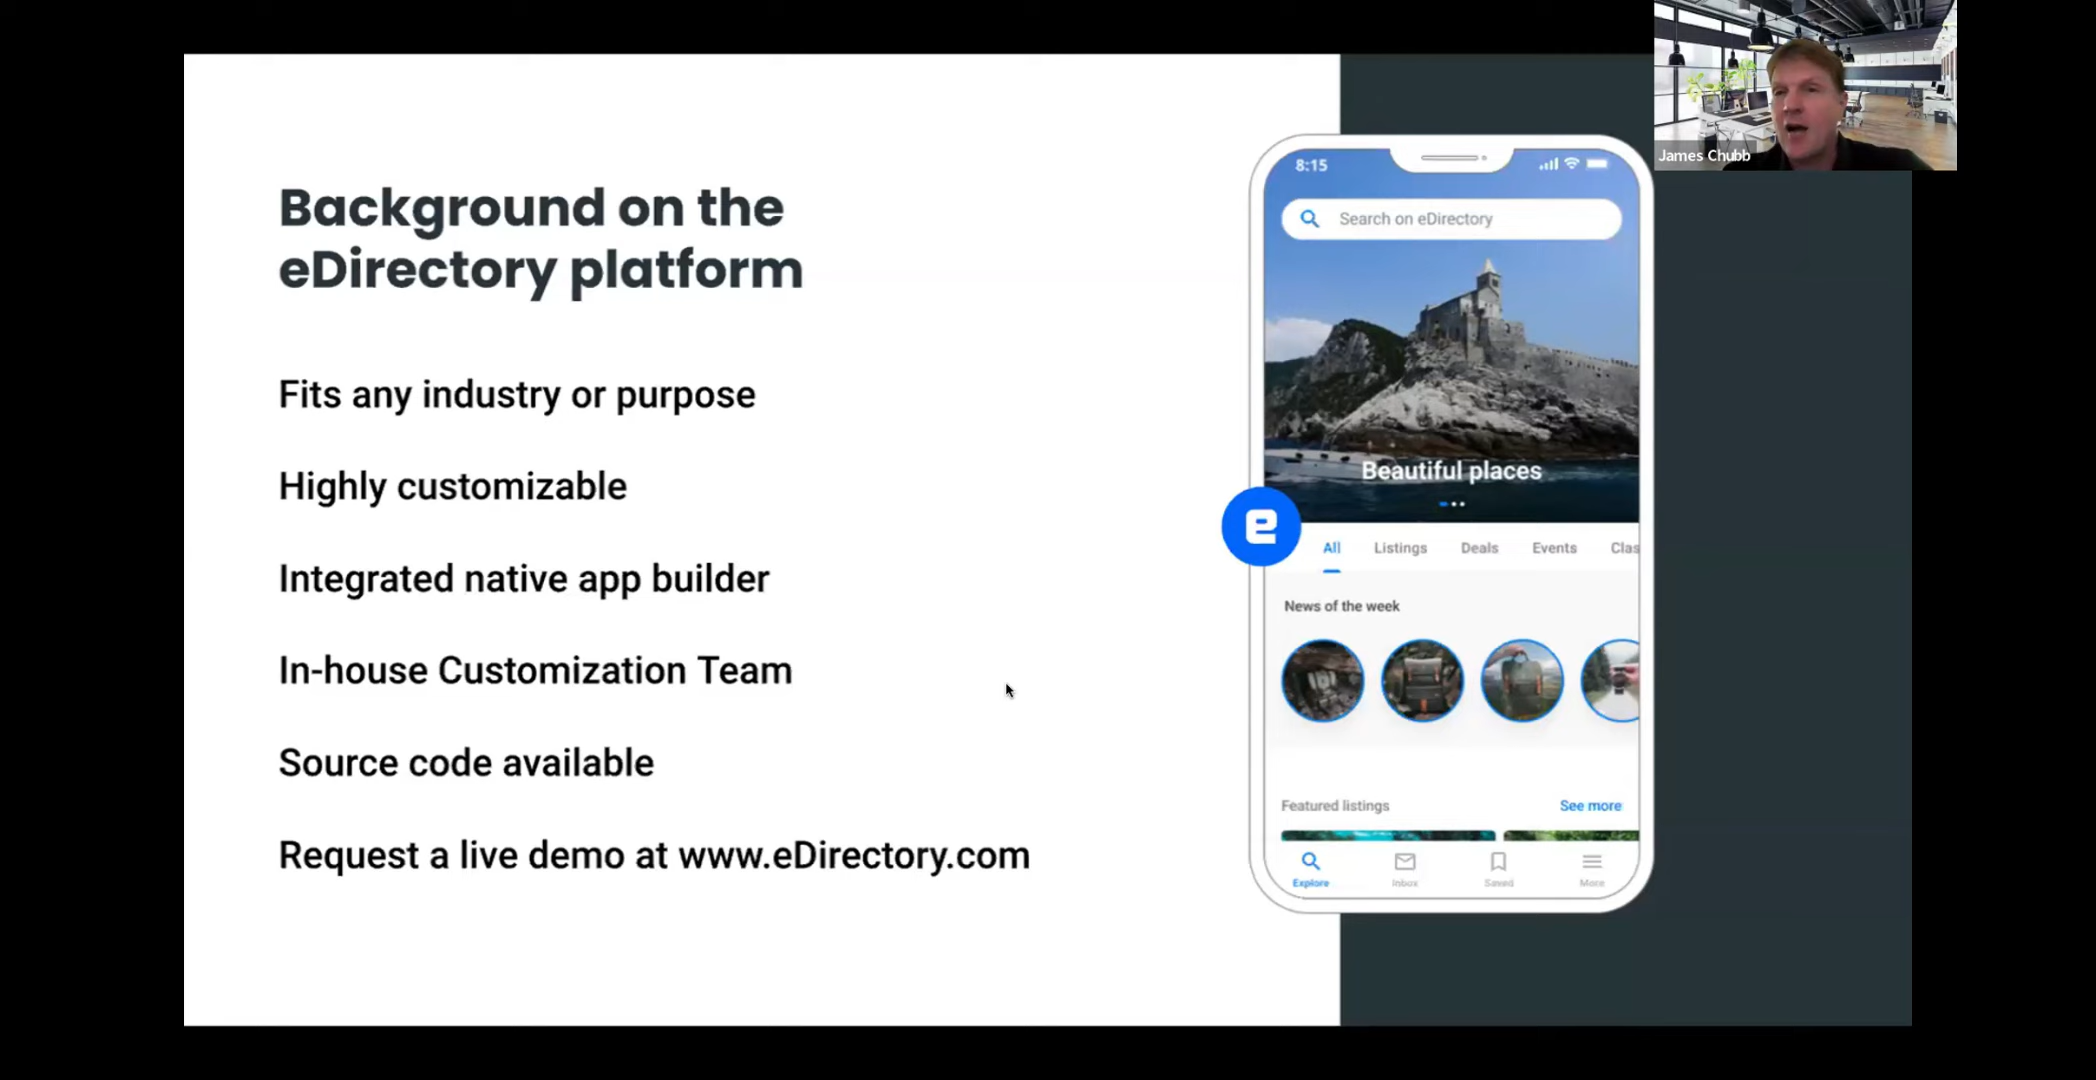 James Chubb
Background on the
eDirectory platform
Fits any industry or purpose
Highly customizable
Integrated native app builder
In-house Customization Team
Source code available
Request a live demo at www.eDirectory.com
8:15
Search on eDirectory
Beautiful places
e
All Listings Deals Events Clas
News of the week
Featured listings See more
Explore Inbox Saved More